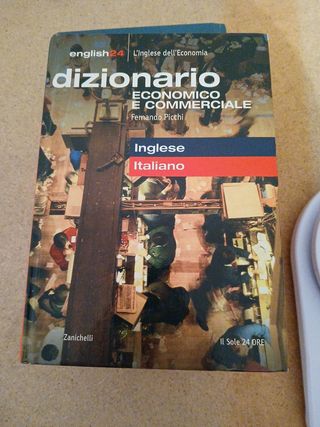 english24 L'Inglese dell'Economia
dizionario
ECONOMICO
E COMMERCIALE
Fernando Picchi
Inglese
Italiano
Zanichelli Il Sole 24 ORE